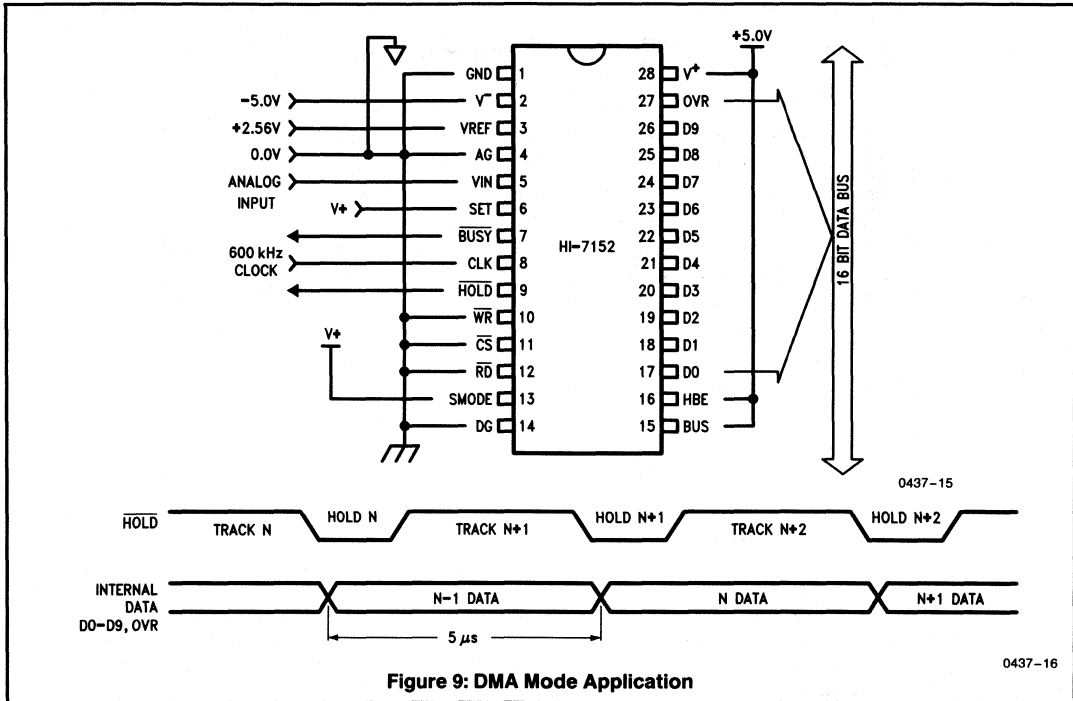 +5.0V
GND 1 28 V+
-5.0V V− 2 27 OVR
+2.56V VREF 3 26 D9
0.0V AG 4 25 D8
ANALOG INPUT VIN 5 24 D7
V+ SET 6 23 D6
BUSY 7 22 D5
HI-7152
600 kHz CLOCK CLK 8 21 D4
HOLD 9 20 D3
WR 10 19 D2
CS 11 18 D1
V+
RD 12 17 D0
SMODE 13 16 HBE
DG 14 15 BUS
16 BIT DATA BUS
0437-15
HOLD TRACK N HOLD N TRACK N+1 HOLD N+1 TRACK N+2 HOLD N+2
INTERNAL
DATA
D0-D9, OVR
N-1 DATA N DATA N+1 DATA
5 μs
0437-16
Figure 9: DMA Mode Application